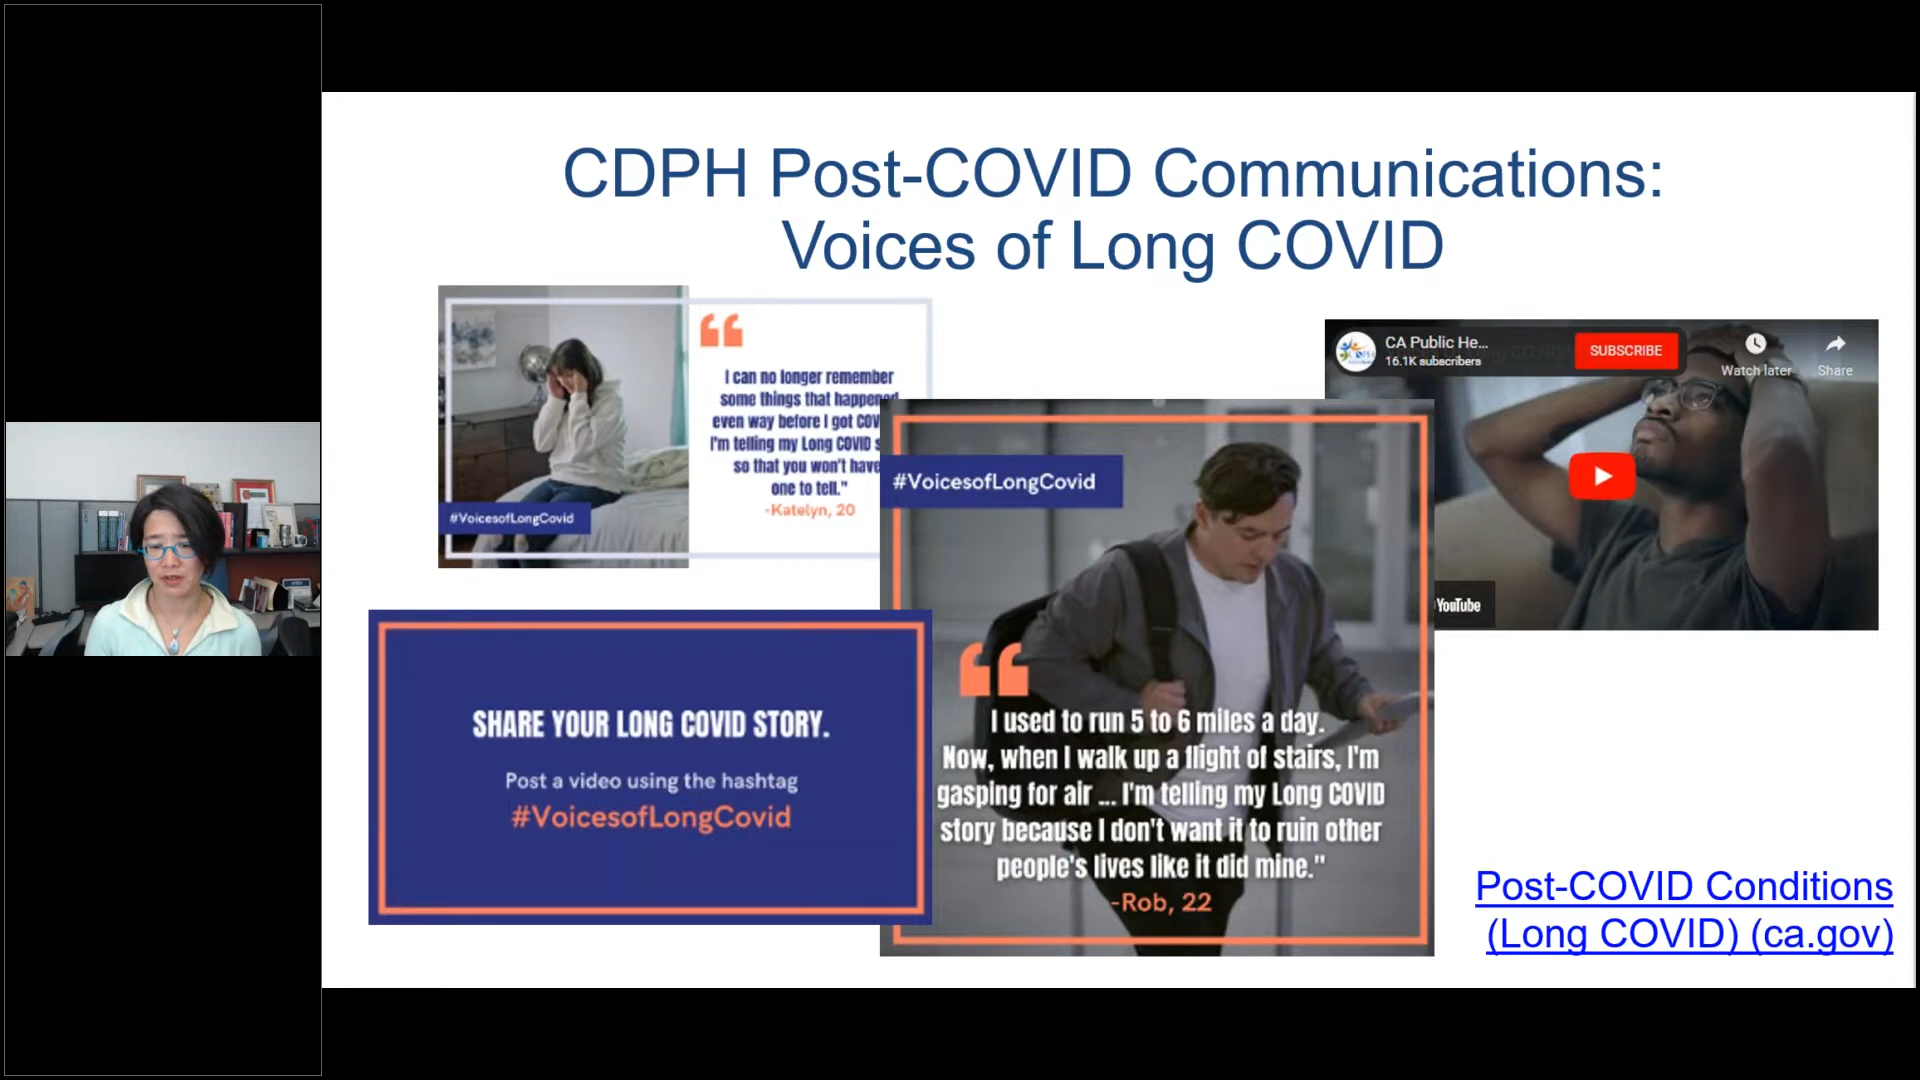 CDPH Post-COVID Communications:
Voices of Long COVID
I can no longer remember
some things that happened
even way before I got COV
I'm telling my Long COVID s
so that you won't have
one to tell."
-Katelyn, 20
#VoicesofLongCovid
CA Public He...
16.1K subscribers
SUBSCRIBE
Watch later
Share
YouTube
#VoicesofLongCovid
I used to run 5 to 6 miles a day.
Now, when I walk up a flight of stairs, I'm
gasping for air ... I'm telling my Long COVID
story because I don't want it to ruin other
people's lives like it did mine."
-Rob, 22
SHARE YOUR LONG COVID STORY.
Post a video using the hashtag
#VoicesofLongCovid
Post-COVID Conditions
(Long COVID) (ca.gov)